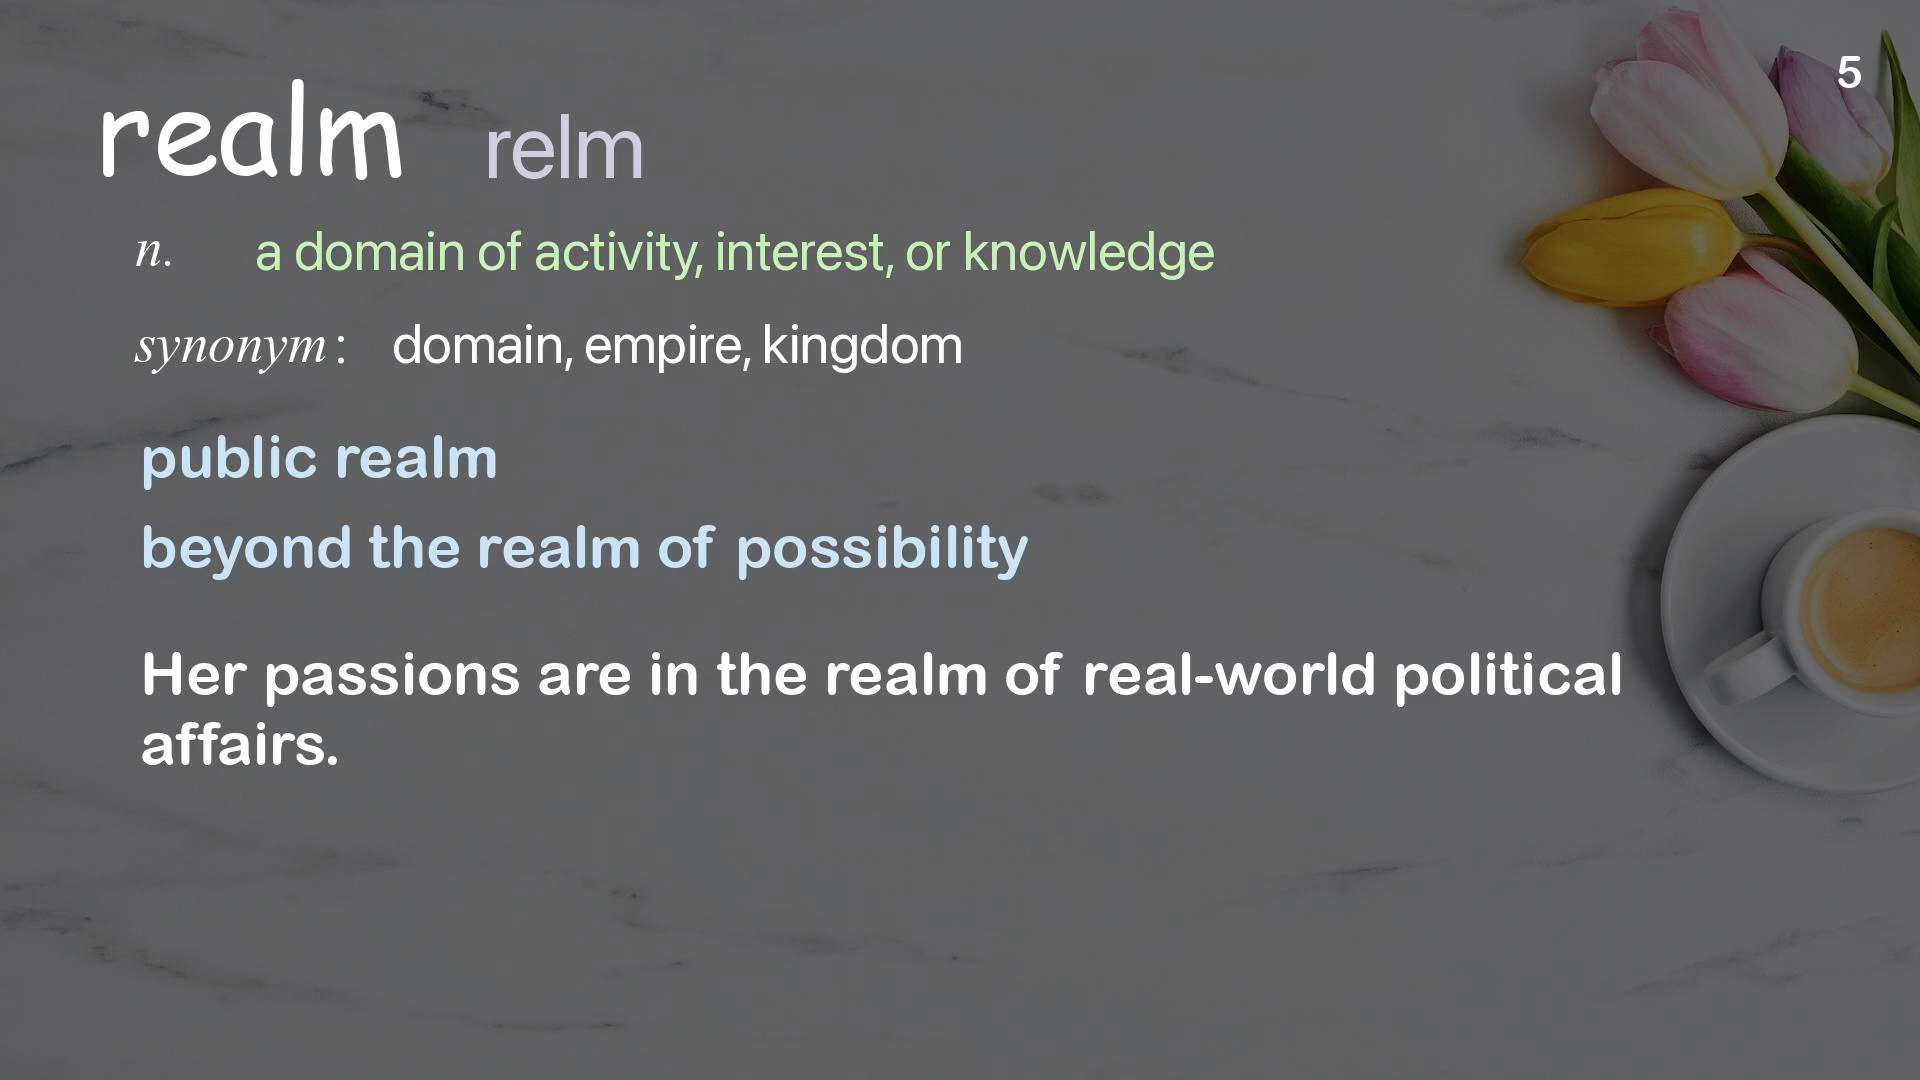 5
realm relm
n. a domain of activity, interest, or knowledge
synonym: domain, empire, kingdom
public realm
beyond the realm of possibility
Her passions are in the realm of real-world political
affairs.